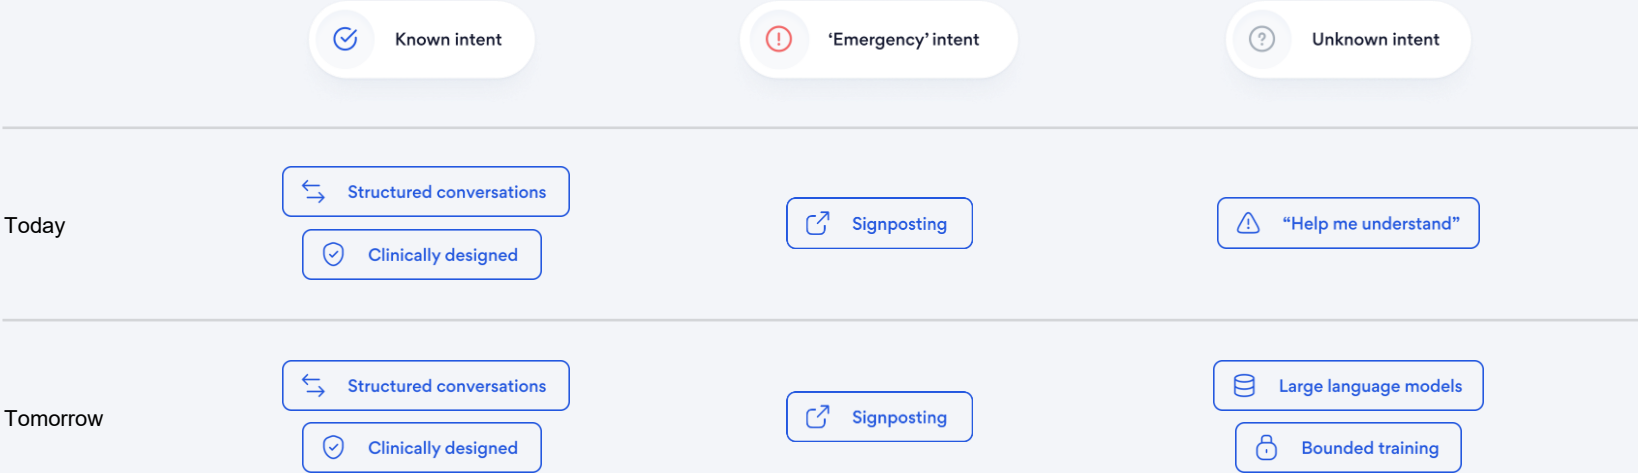 Known intent
‘Emergency’ intent
Unknown intent
Today
Structured conversations
Clinically designed
Signposting
“Help me understand”
Tomorrow
Structured conversations
Clinically designed
Signposting
Large language models
Bounded training